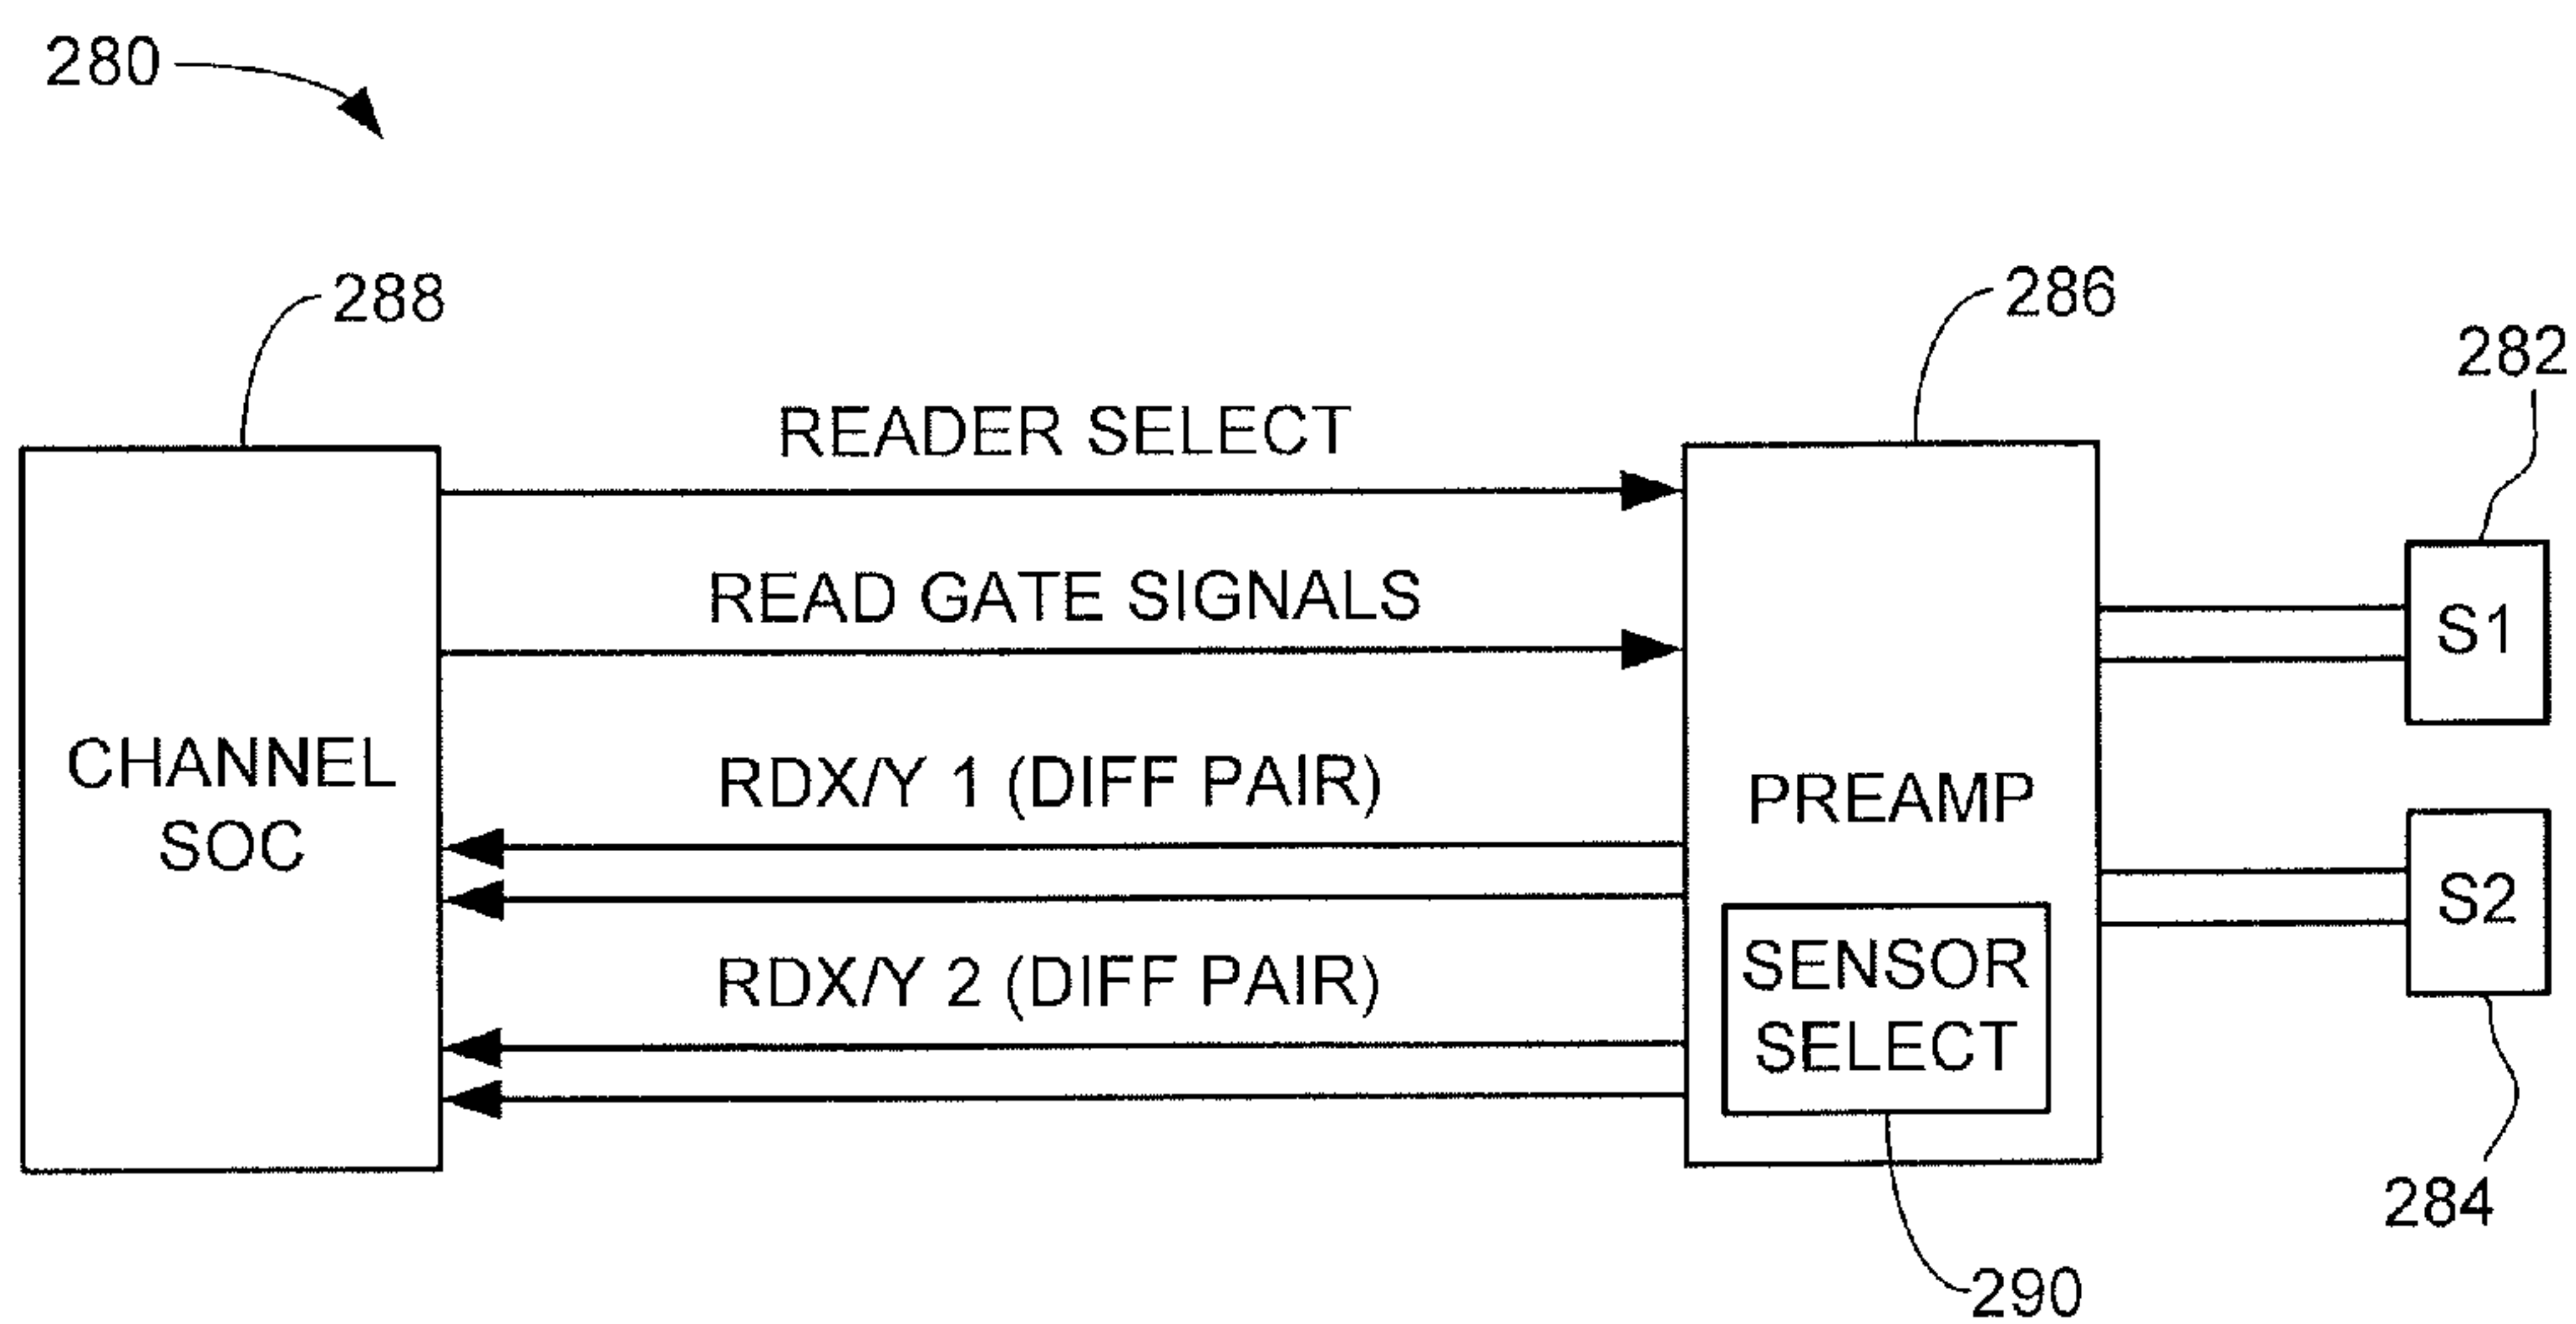 280
288
286
282
READER SELECT
READ GATE SIGNALS
S1
CHANNEL
SOC
RDX/Y 1 (DIFF PAIR)
PREAMP
S2
RDX/Y 2 (DIFF PAIR)
SENSOR
SELECT
284
290